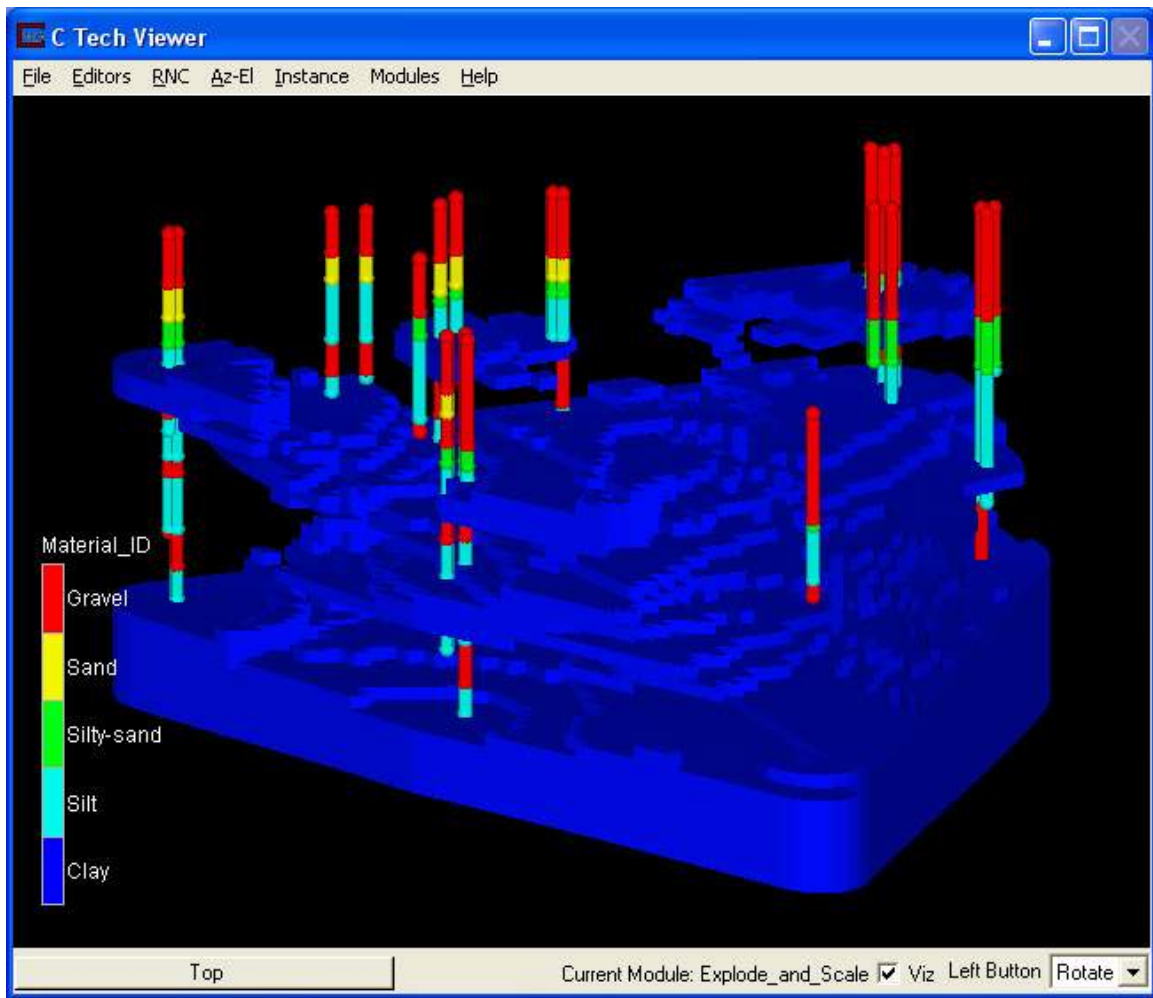 C Tech Viewer
File Editors RNC Az-El Instance Modules Help
Material_ID
Gravel
Sand
Silty-sand
Silt
Clay
Top Current Module: Explode_and_Scale Viz Left Button Rotate